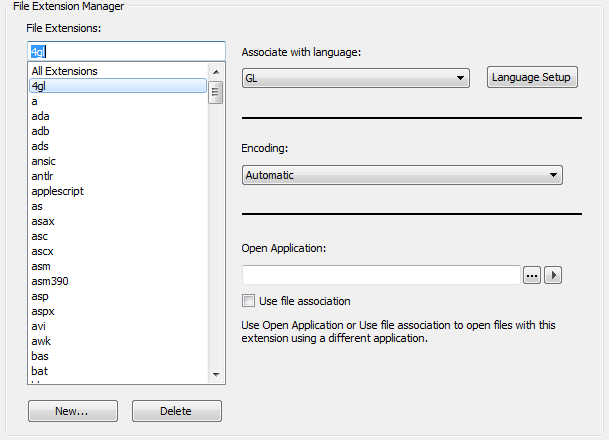 File Extension Manager
File Extensions:
4gl
All Extensions
4gl
a
ada
adb
ads
ansic
antlr
applescript
as
asax
asc
ascx
asm
asm390
asp
aspx
avi
awk
bas
bat
New...
Delete
Associate with language:
GL
Language Setup
Encoding:
Automatic
Open Application:
...
Use file association
Use Open Application or Use file association to open files with this
extension using a different application.